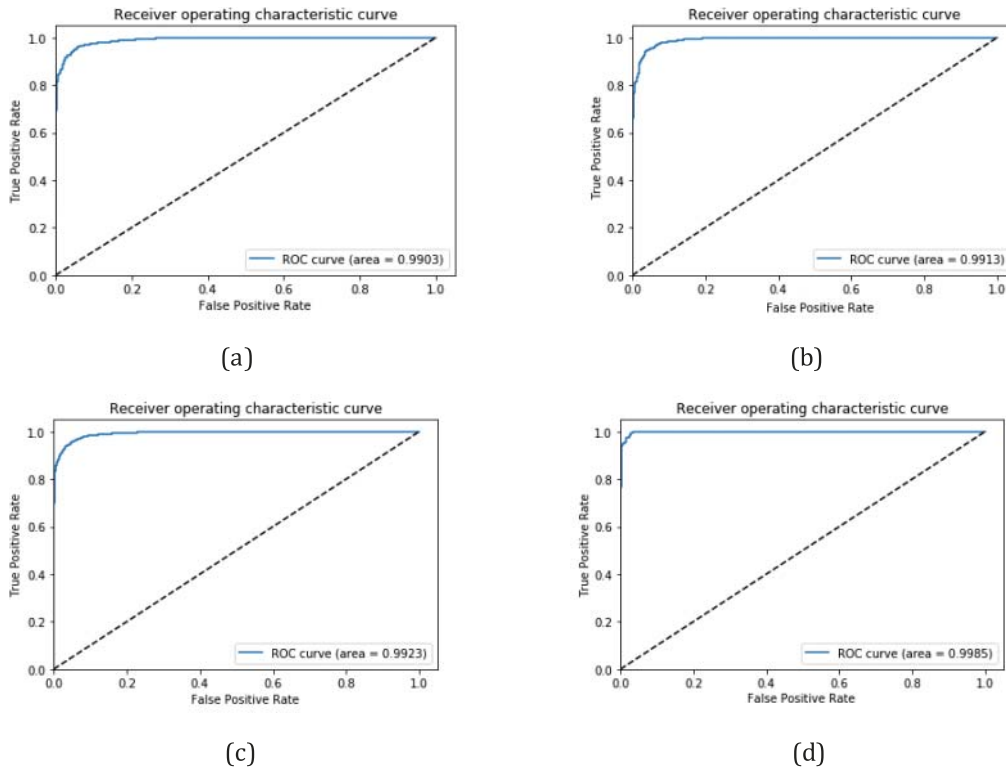 Receiver operating characteristic curve
1.0
0.8
0.6
0.4
0.2
0.0
True Positive Rate
ROC curve (area = 0.9903)
0.0 0.2 0.4 0.6 0.8 1.0
False Positive Rate
(a)
Receiver operating characteristic curve
1.0
0.8
0.6
0.4
0.2
0.0
True Positive Rate
ROC curve (area = 0.9913)
0.0 0.2 0.4 0.6 0.8 1.0
False Positive Rate
(b)
Receiver operating characteristic curve
1.0
0.8
0.6
0.4
0.2
0.0
True Positive Rate
ROC curve (area = 0.9923)
0.0 0.2 0.4 0.6 0.8 1.0
False Positive Rate
(c)
Receiver operating characteristic curve
1.0
0.8
0.6
0.4
0.2
0.0
True Positive Rate
ROC curve (area = 0.9985)
0.0 0.2 0.4 0.6 0.8 1.0
False Positive Rate
(d)